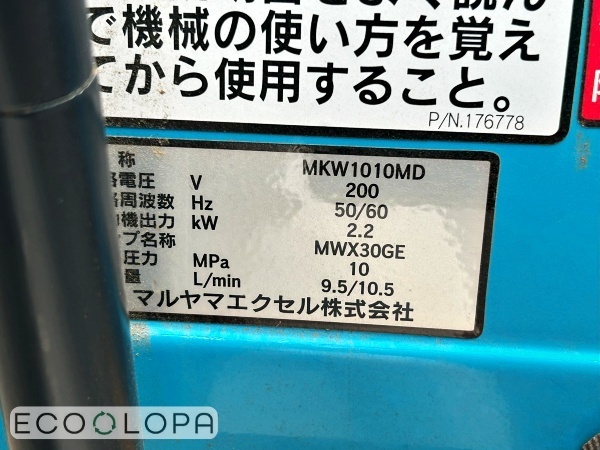 で機械の使い方を覚え
てから使用すること。
P/N.176778
称 MKW1010MD
電圧 V 200
周波数 Hz 50/60
機出力 kW 2.2
プ名称 MWX30GE
圧力 MPa 10
量 L/min 9.5/10.5
マルヤマエクセル株式会社
ECOOLOPA